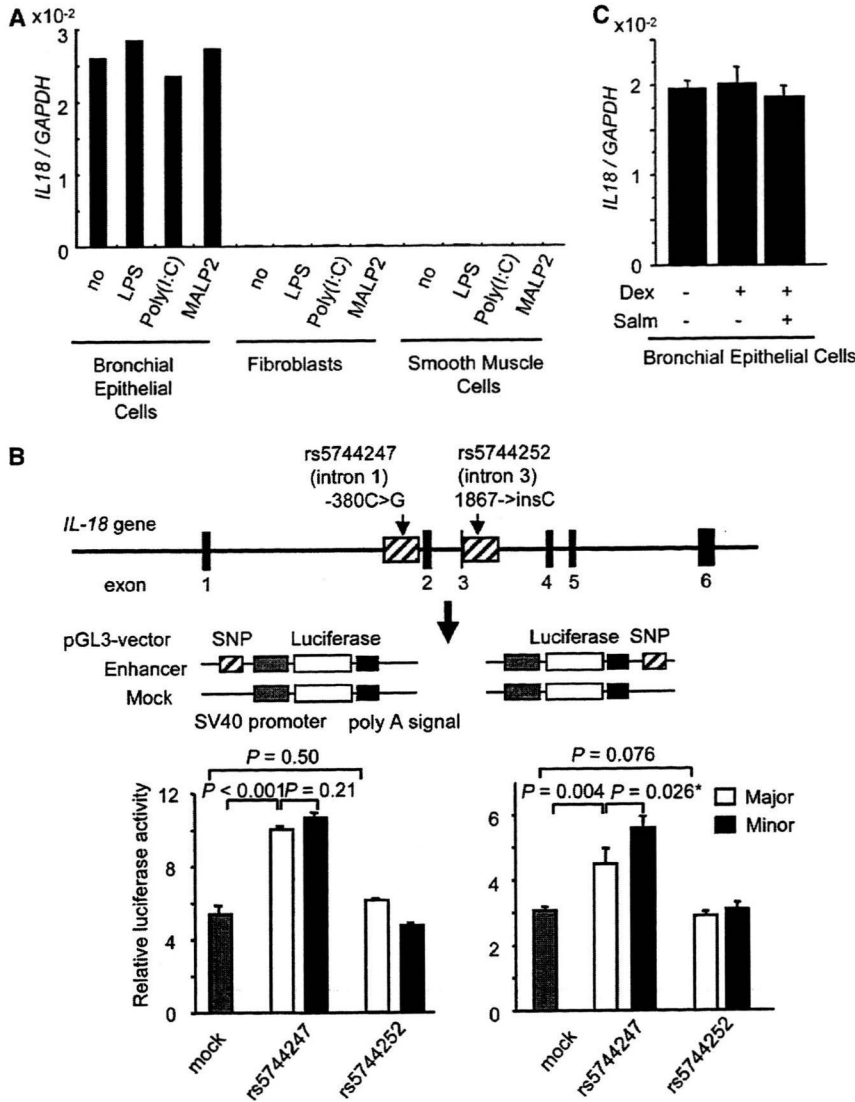 A
x10-2
3
2
1
0
IL18 / GAPDH
no
LPS
Poly(I:C)
MALP2
no
LPS
Poly(I:C)
MALP2
no
LPS
Poly(I:C)
MALP2
Bronchial
Epithelial
Cells
Fibroblasts
Smooth Muscle
Cells
C
x10-2
2
1
0
IL18 / GAPDH
Dex - + +
Salm +
Bronchial Epithelial Cells
B
rs5744247
(intron 1)
-380C>G
rs5744252
(intron 3)
1867->insC
IL-18 gene
exon 1 2 3 4 5 6
pGL3-vector SNP Luciferase
Luciferase SNP
Enhancer
Mock
SV40 promoter poly A signal
P = 0.50
P < 0.001 P = 0.21
Relative luciferase activity
12
8
4
0
mock
rs5744247
rs5744252
P = 0.076
P = 0.004 P = 0.026*
Major
Minor
6
4
2
0
mock
rs5744247
rs5744252